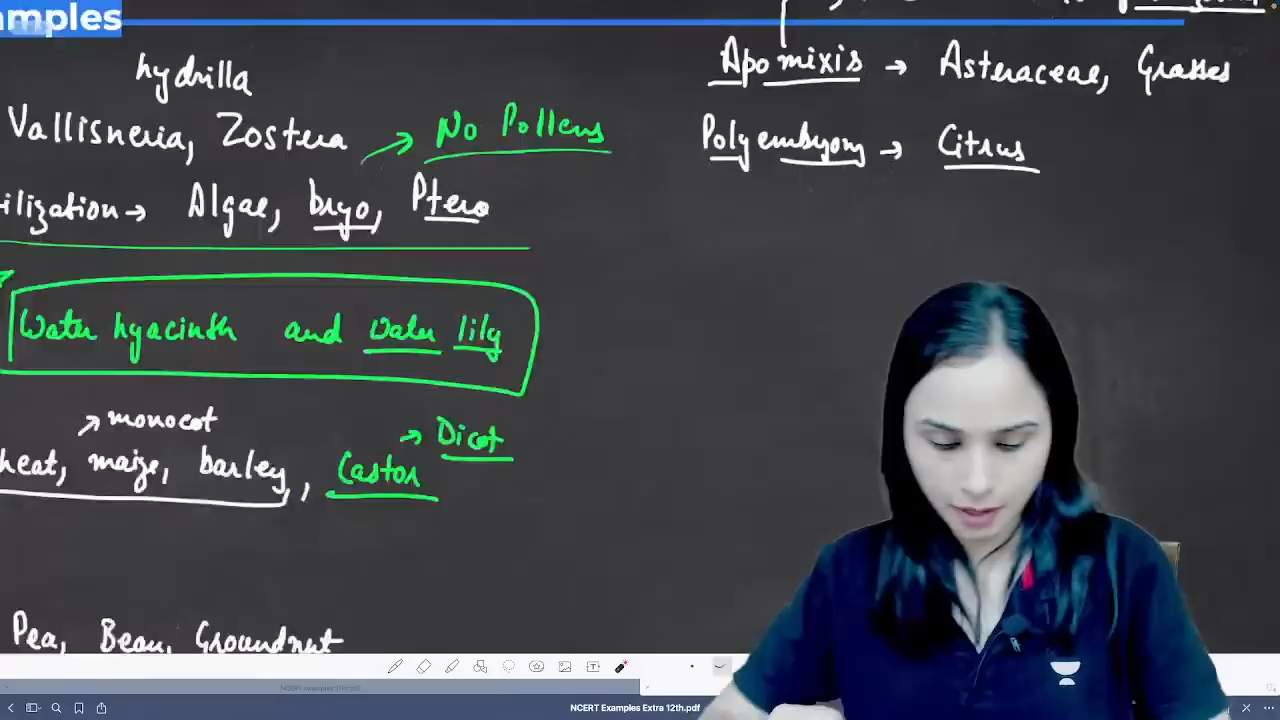 amples
hydrilla
Vallisneria, Zostera → No Pollens
ilization → Algae, bryo, Ptero
Water hyacinth and water lily
→ monocot
→ Dicot
heat, maize, barley, Castor
Pea, Bean, Groundnut
Apomixis → Asteraceae, Grasses
Polyembryony → Citrus
NCERT Examples Extra 12th.pdf